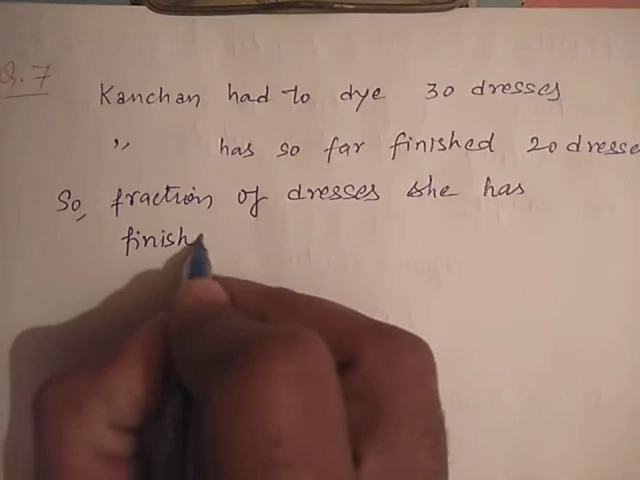 Q.7
Kanchan had to dye 30 dresses
,, has so far finished 20 dresse
So, fraction of dresses she has
finish